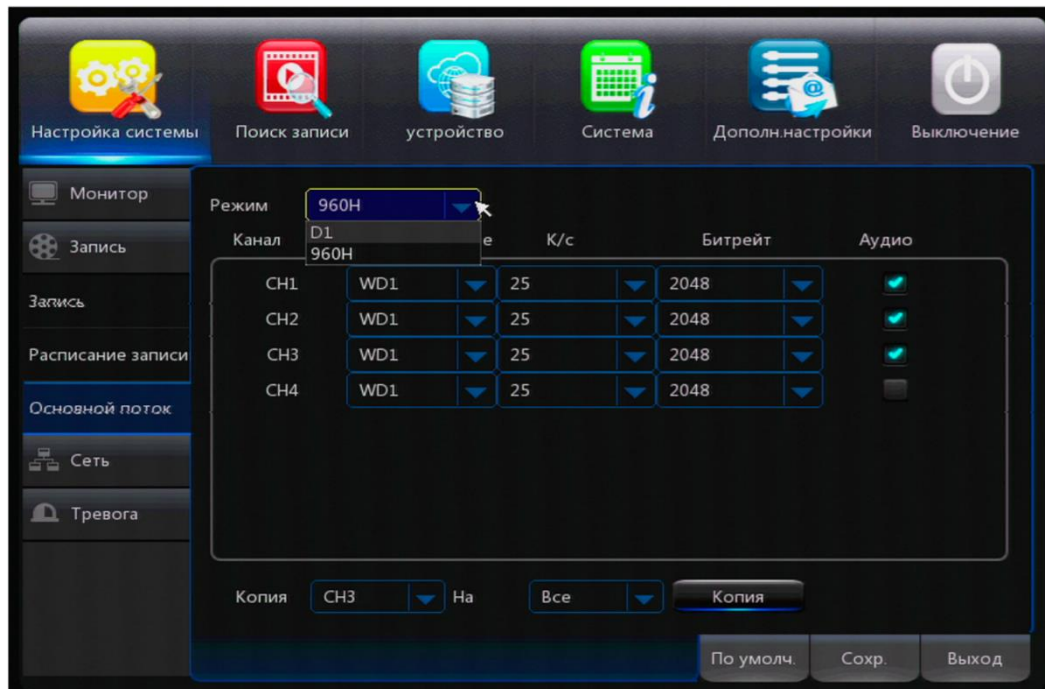 Настройка системы
Поиск записи
устройство
Система
Дополн.настройки
Выключение
Монитор
Запись
Запись
Расписание записи
Основной поток
Сеть
Тревога
Режим 960H
D1
960H
Канал К/с Битрейт Аудио
CH1 WD1 25 2048
CH2 WD1 25 2048
CH3 WD1 25 2048
CH4 WD1 25 2048
Копия CH3 На Все Копия
По умолч. Сохр. Выход